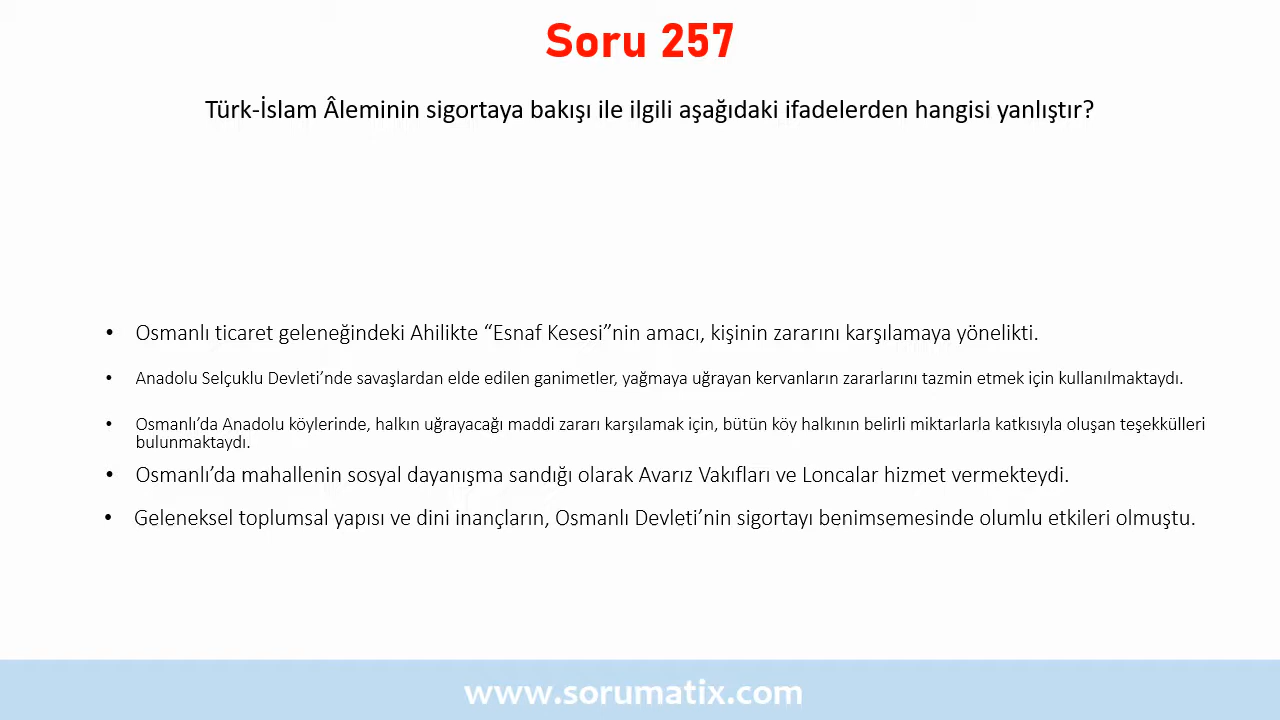 Soru 257
Türk-İslam Âleminin sigortaya bakışı ile ilgili aşağıdaki ifadelerden hangisi yanlıştır?
• Osmanlı ticaret geleneğindeki Ahilikte “Esnaf Kesesi”nin amacı, kişinin zararını karşılamaya yönelikti.
• Anadolu Selçuklu Devleti’nde savaşlardan elde edilen ganimetler, yağmaya uğrayan kervanların zararlarını tazmin etmek için kullanılmaktaydı.
• Osmanlı’da Anadolu köylerinde, halkın uğrayacağı maddi zararı karşılamak için, bütün köy halkının belirli miktarlarla katkısıyla oluşan teşekkülleri
bulunmaktaydı.
• Osmanlı’da mahallenin sosyal dayanışma sandığı olarak Avarız Vakıfları ve Loncalar hizmet vermekteydi.
• Geleneksel toplumsal yapısı ve dini inançların, Osmanlı Devleti’nin sigortayı benimsemesinde olumlu etkileri olmuştu.
www.sorumatix.com